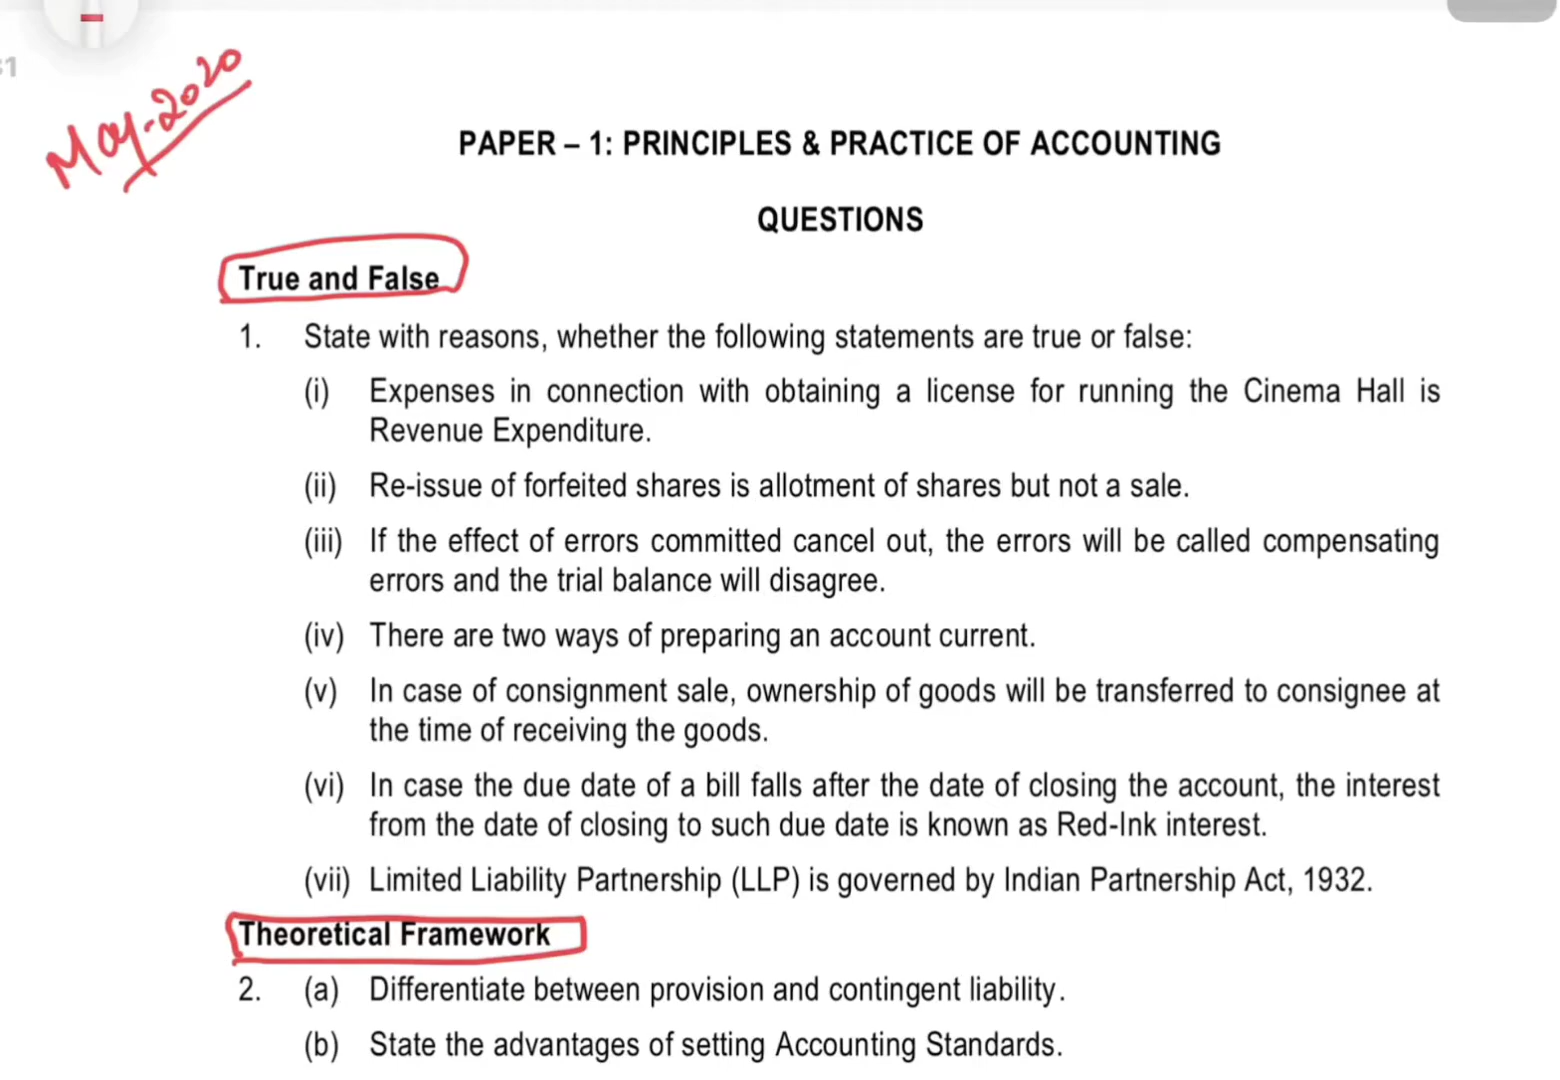 31
May-2020
PAPER – 1: PRINCIPLES & PRACTICE OF ACCOUNTING
QUESTIONS
True and False
1. State with reasons, whether the following statements are true or false:
(i) Expenses in connection with obtaining a license for running the Cinema Hall is
Revenue Expenditure.
(ii) Re-issue of forfeited shares is allotment of shares but not a sale.
(iii) If the effect of errors committed cancel out, the errors will be called compensating
errors and the trial balance will disagree.
(iv) There are two ways of preparing an account current.
(v) In case of consignment sale, ownership of goods will be transferred to consignee at
the time of receiving the goods.
(vi) In case the due date of a bill falls after the date of closing the account, the interest
from the date of closing to such due date is known as Red-Ink interest.
(vii) Limited Liability Partnership (LLP) is governed by Indian Partnership Act, 1932.
Theoretical Framework
2. (a) Differentiate between provision and contingent liability.
(b) State the advantages of setting Accounting Standards.